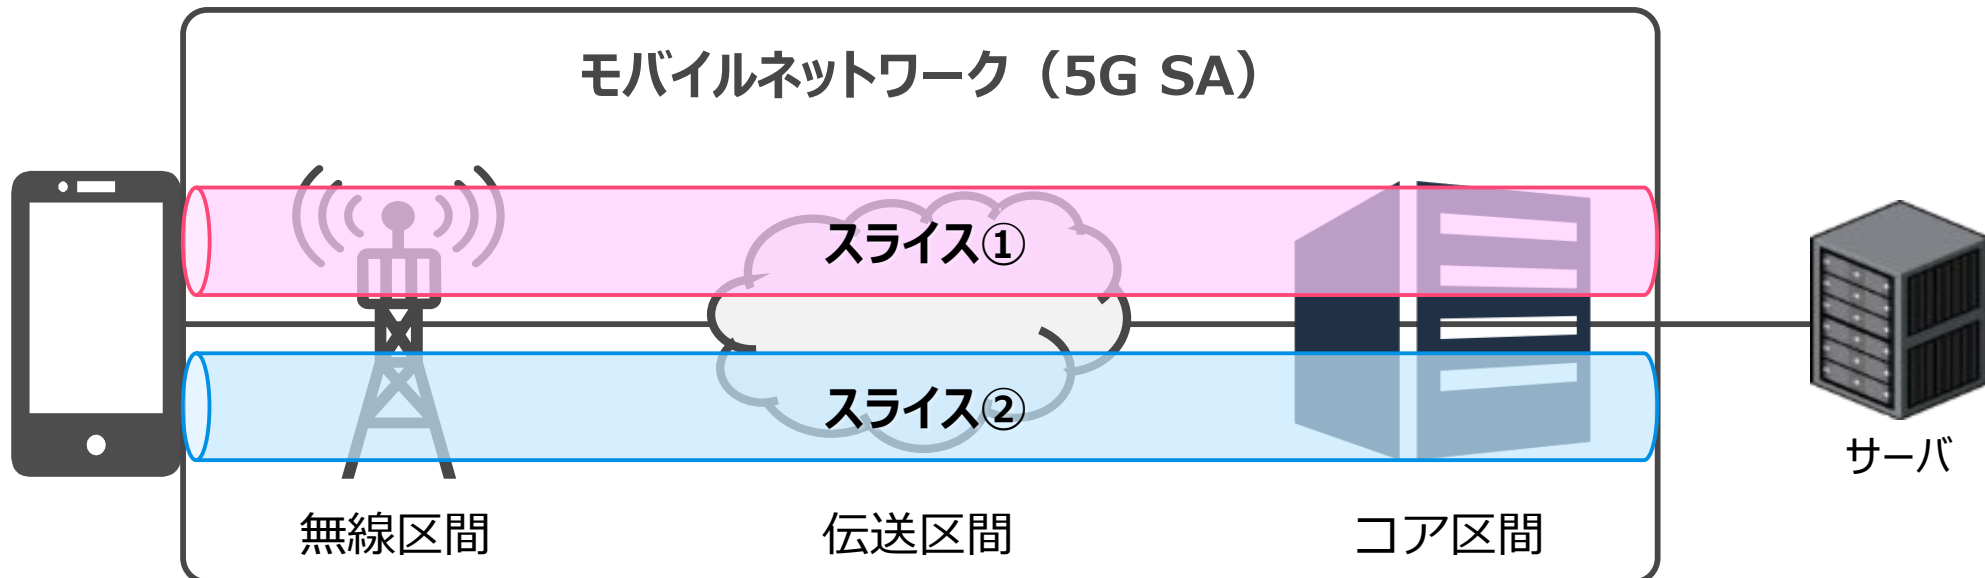 モバイルネットワーク（5G SA）
スライス①
スライス②
サーバ
無線区間
伝送区間
コア区間